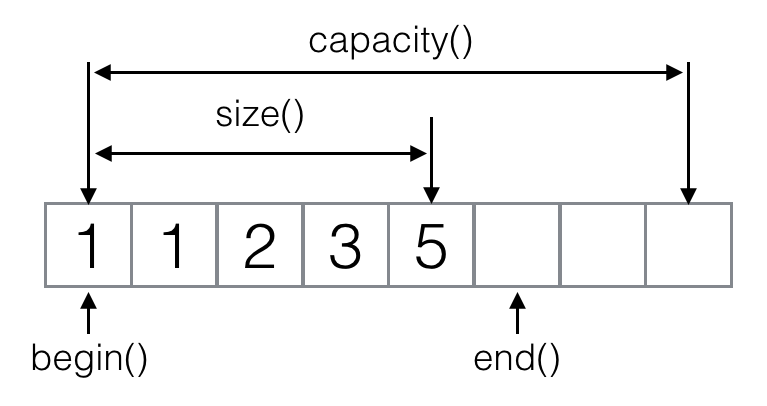 capacity()
size()
1 1 2 3 5
begin() end()